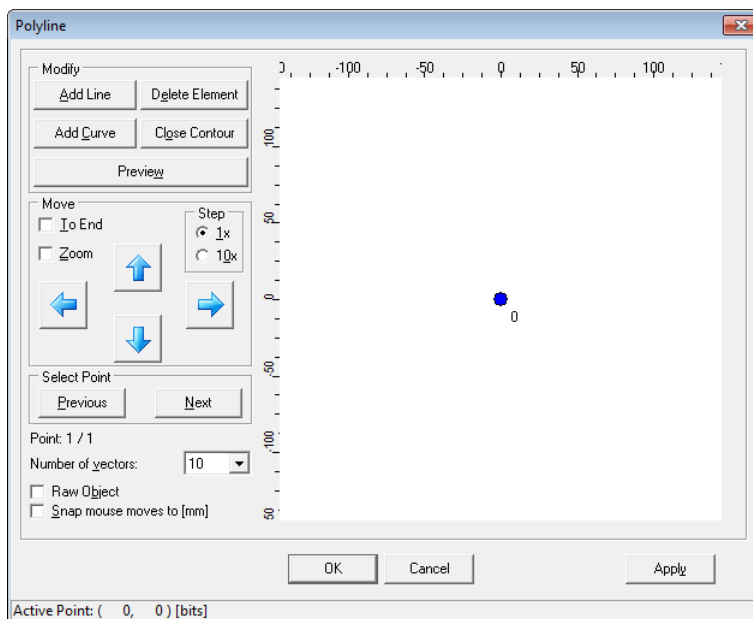 Polyline
Modify
Add Line Delete Element
Add Curve Close Contour
Preview
Move
To End
Zoom
Step
1x
10x
Select Point
Previous Next
Point: 1 / 1
Number of vectors: 10
Raw Object
Snap mouse moves to [mm]
0 -100 -50 0 50 100
100
50
0
-50
-100
50
0
OK Cancel Apply
Active Point: ( 0, 0 ) [bits]